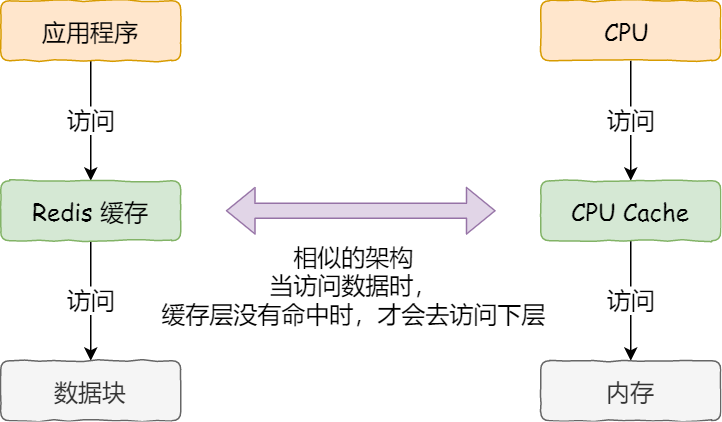 应用程序
CPU
访问
访问
Redis 缓存
CPU Cache
相似的架构
当访问数据时，
缓存层没有命中时，才会去访问下层
访问
访问
数据块
内存